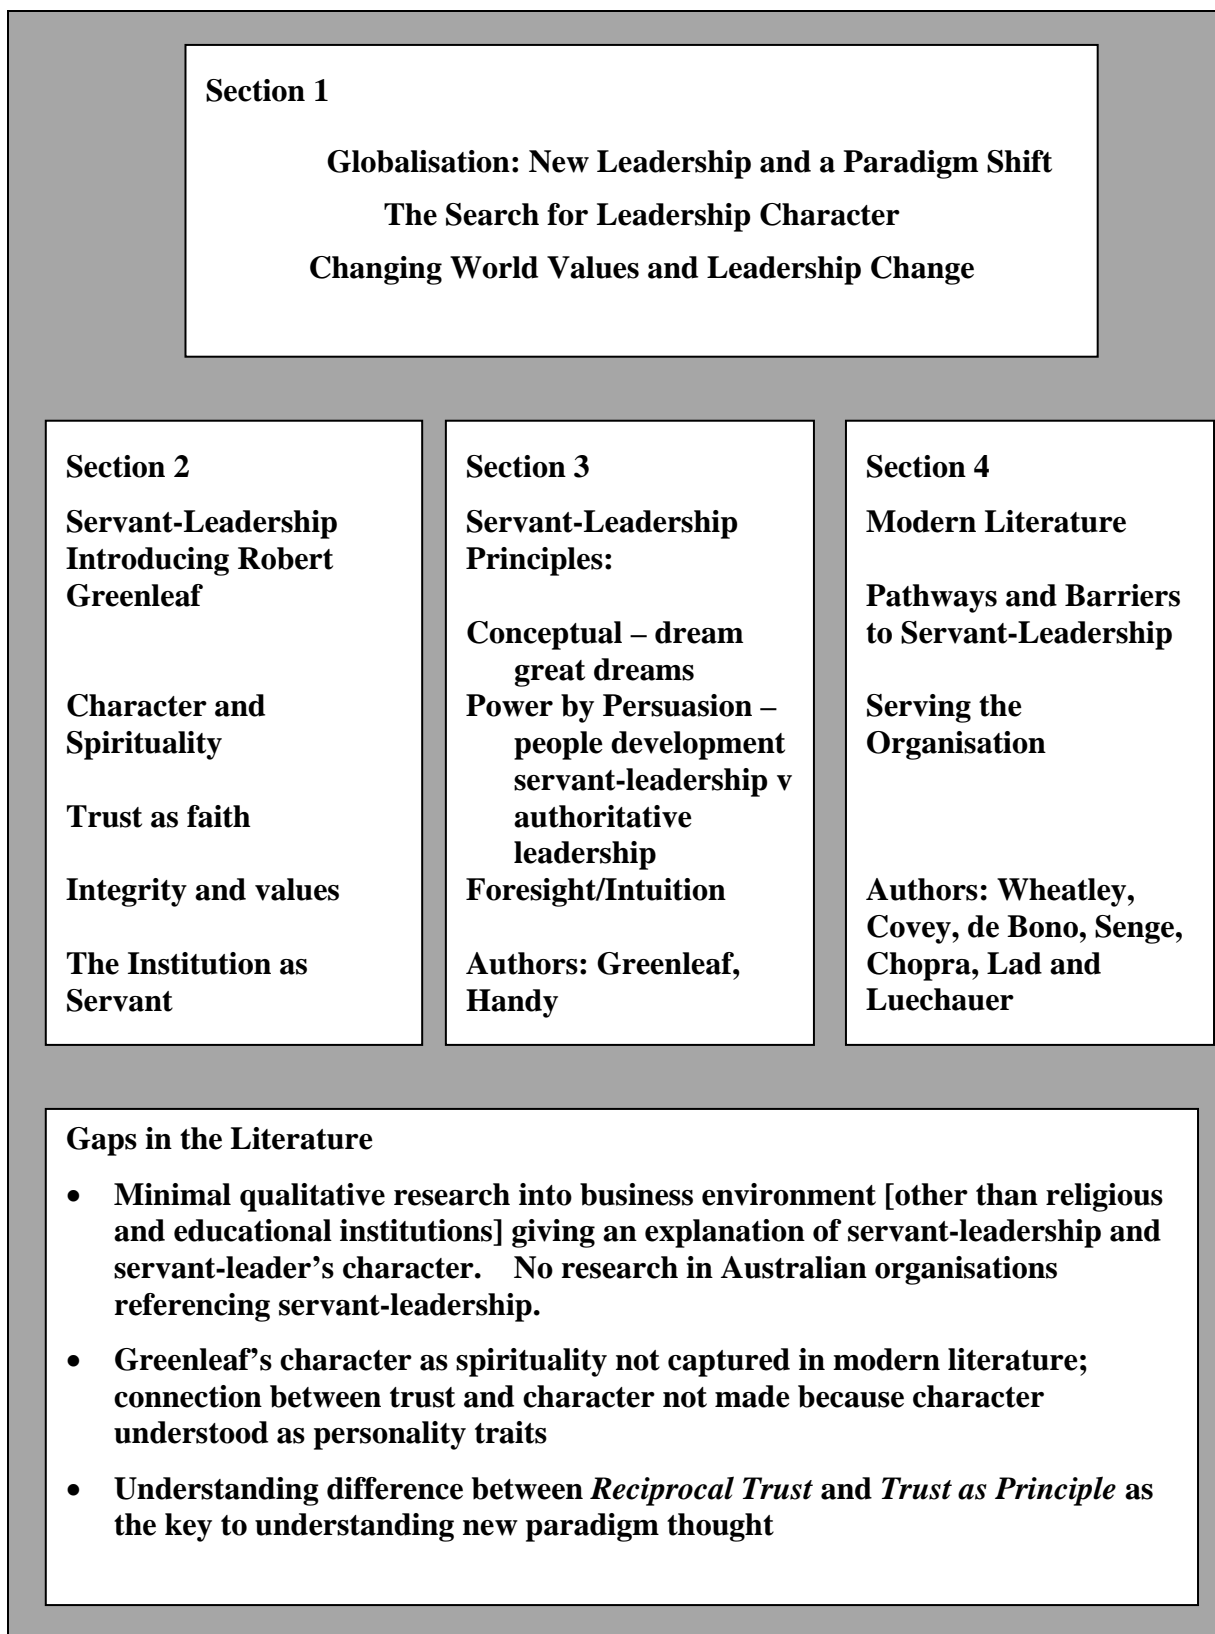 Section 1
Globalisation: New Leadership and a Paradigm Shift
The Search for Leadership Character
Changing World Values and Leadership Change
Section 2
Servant-Leadership
Introducing Robert
Greenleaf
Character and
Spirituality
Trust as faith
Integrity and values
The Institution as
Servant
Section 3
Servant-Leadership
Principles:
Conceptual – dream
great dreams
Power by Persuasion –
people development
servant-leadership v
authoritative
leadership
Foresight/Intuition
Authors: Greenleaf,
Handy
Section 4
Modern Literature
Pathways and Barriers
to Servant-Leadership
Serving the
Organisation
Authors: Wheatley,
Covey, de Bono, Senge,
Chopra, Lad and
Luechauer
Gaps in the Literature
• Minimal qualitative research into business environment [other than religious
and educational institutions] giving an explanation of servant-leadership and
servant-leader’s character. No research in Australian organisations
referencing servant-leadership.
• Greenleaf’s character as spirituality not captured in modern literature;
connection between trust and character not made because character
understood as personality traits
• Understanding difference between Reciprocal Trust and Trust as Principle as
the key to understanding new paradigm thought